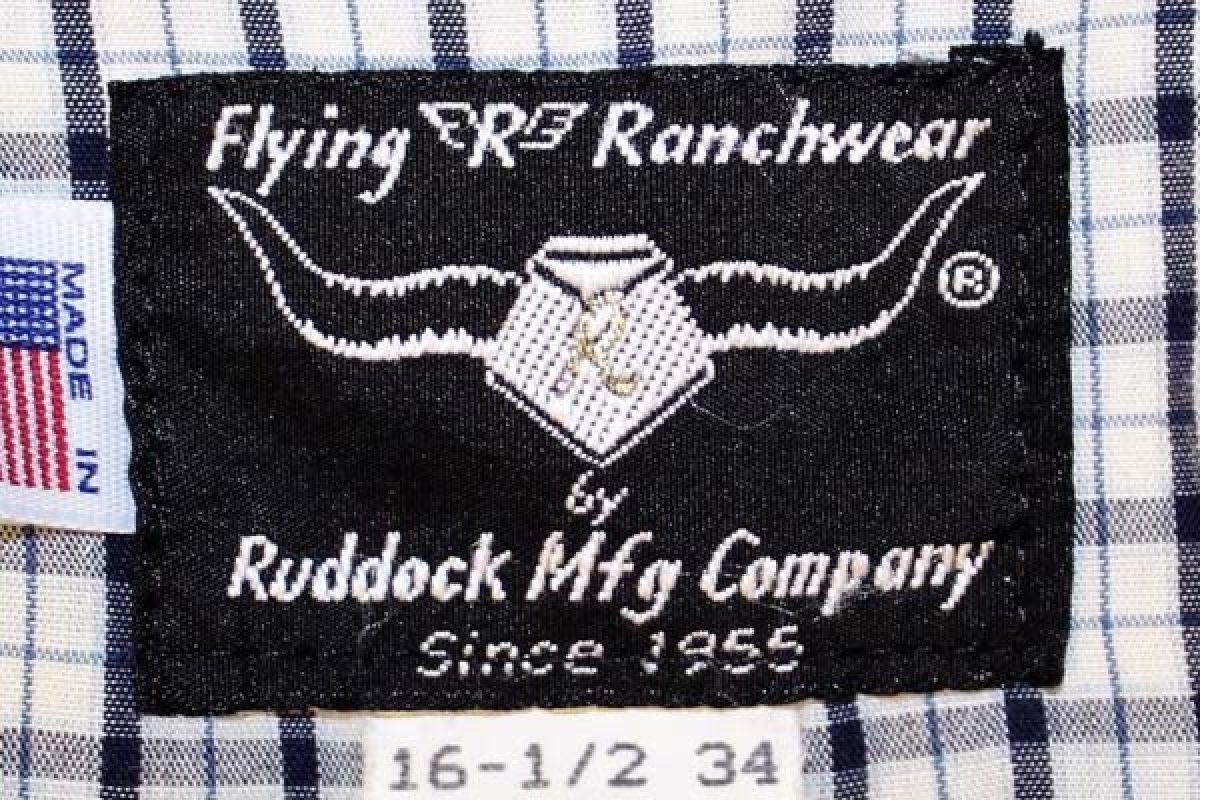 Flying R Ranchwear
®
R
by
Ruddock Mfg Company
Since 1955
MADE IN
16-1/2 34